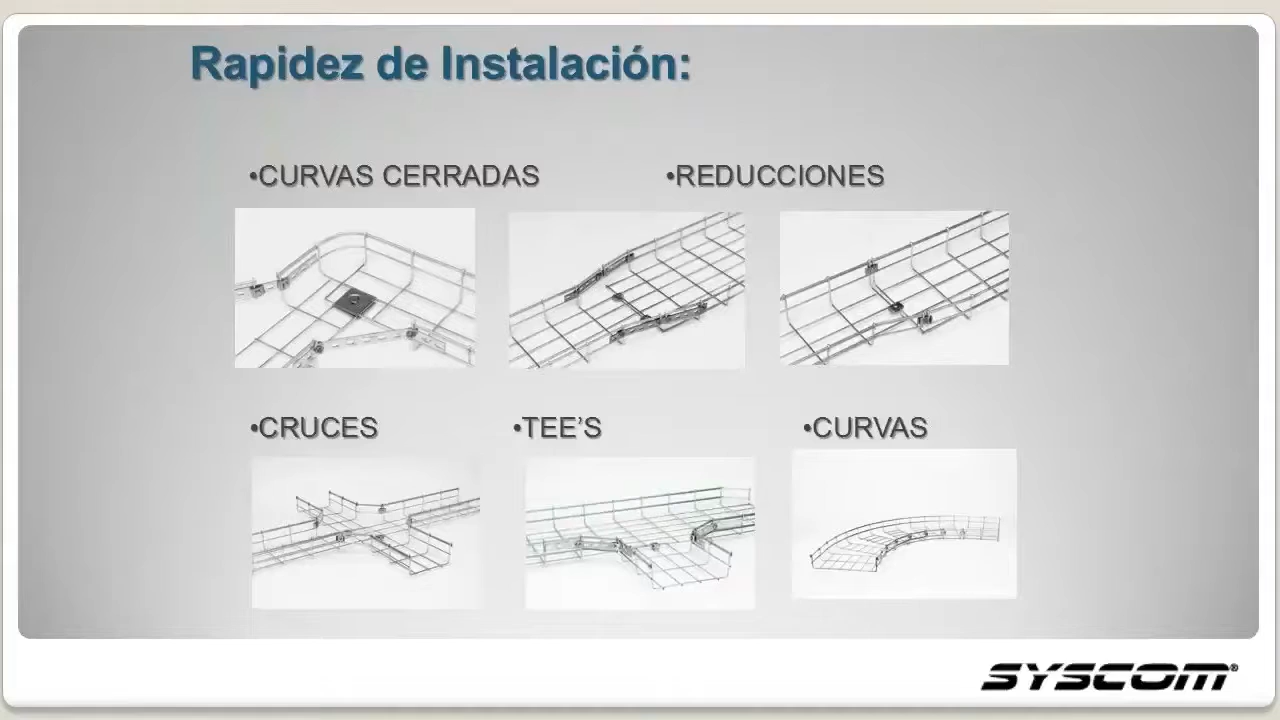 Rapidez de Instalación:
•CURVAS CERRADAS
•REDUCCIONES
•CRUCES
•TEE’S
•CURVAS
SYSCOM®